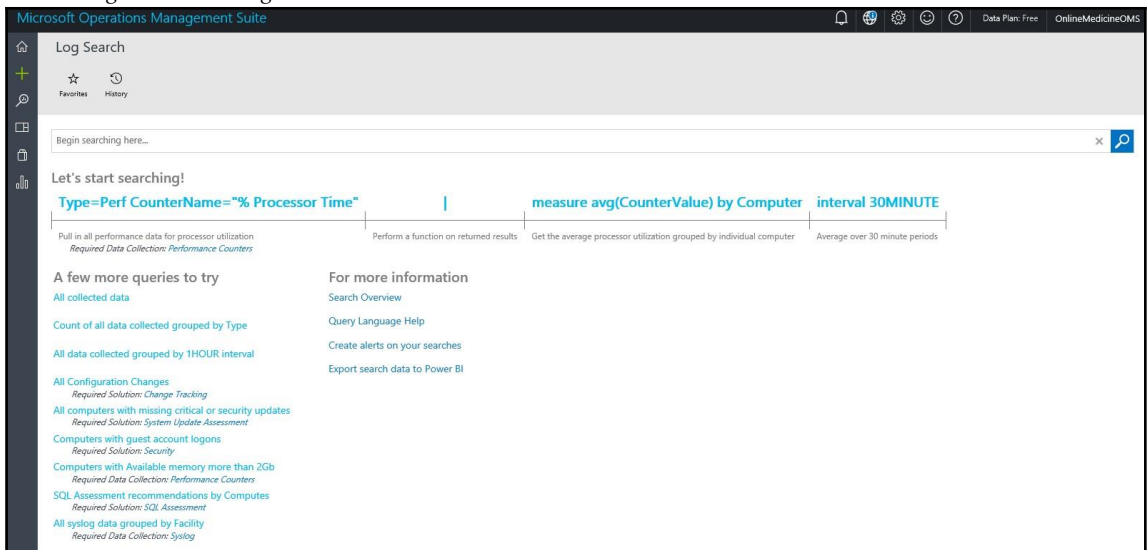 Microsoft Operations Management Suite
Data Plan: Free
OnlineMedicineOMS
Log Search
Favorites
History
Begin searching here...
Let's start searching!
Type=Perf CounterName="% Processor Time" | measure avg(CounterValue) by Computer interval 30MINUTE
Pull in all performance data for processor utilization
Required Data Collection: Performance Counters
Perform a function on returned results
Get the average processor utilization grouped by individual computer
Average over 30 minute periods
A few more queries to try
All collected data
Count of all data collected grouped by Type
All data collected grouped by 1HOUR interval
All Configuration Changes
Required Solution: Change Tracking
All computers with missing critical or security updates
Required Solution: System Update Assessment
Computers with guest account logons
Required Solution: Security
Computers with Available memory more than 2Gb
Required Data Collection: Performance Counters
SQL Assessment recommendations by Computes
Required Solution: SQL Assessment
All syslog data grouped by Facility
Required Data Collection: Syslog
For more information
Search Overview
Query Language Help
Create alerts on your searches
Export search data to Power BI